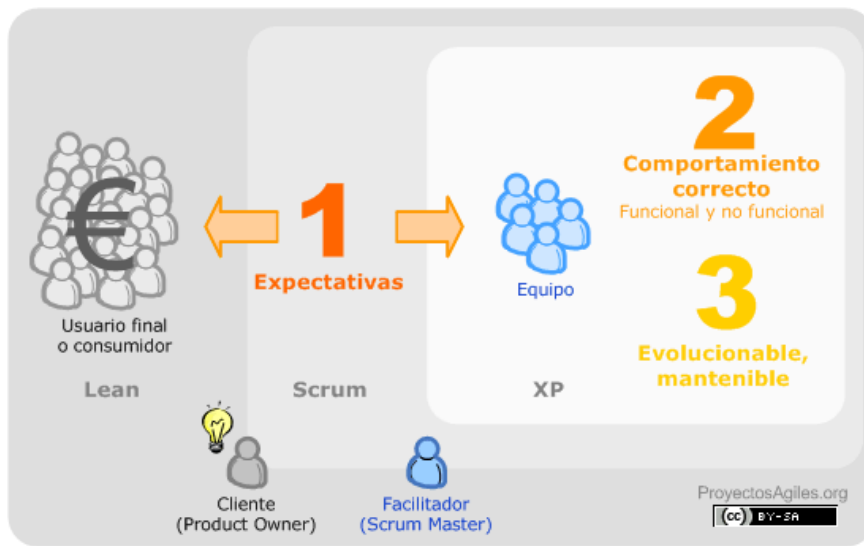 2
Comportamiento
correcto
Funcional y no funcional
€
1
Expectativas
Equipo
3
Evolucionable,
mantenible
Usuario final
o consumidor
Lean
Scrum
XP
Cliente
(Product Owner)
Facilitador
(Scrum Master)
ProyectosAgiles.org
(cc) BY-SA